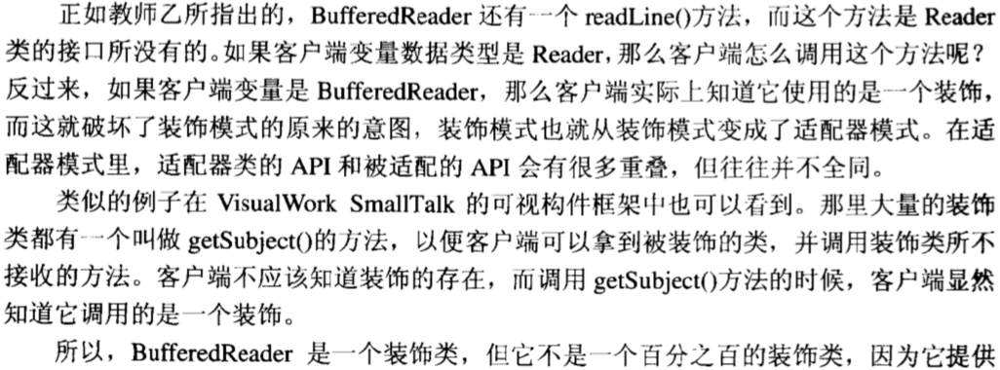 正如教师乙所指出的，BufferedReader 还有一个 readLine()方法，而这个方法是 Reader
类的接口所没有的。如果客户端变量数据类型是 Reader，那么客户端怎么调用这个方法呢？
反过来，如果客户端变量是 BufferedReader，那么客户端实际上知道它使用的是一个装饰，
而这就破坏了装饰模式的原来的意图，装饰模式也就从装饰模式变成了适配器模式。在适
配器模式里，适配器类的 API 和被适配的 API 会有很多重叠，但往往并不全同。
类似的例子在 VisualWork SmallTalk 的可视构件框架中也可以看到。那里大量的装饰
类都有一个叫做 getSubject()的方法，以便客户端可以拿到被装饰的类，并调用装饰类所不
接收的方法。客户端不应该知道装饰的存在，而调用 getSubject()方法的时候，客户端显然
知道它调用的是一个装饰。
所以，BufferedReader 是一个装饰类，但它不是一个百分之百的装饰类，因为它提供